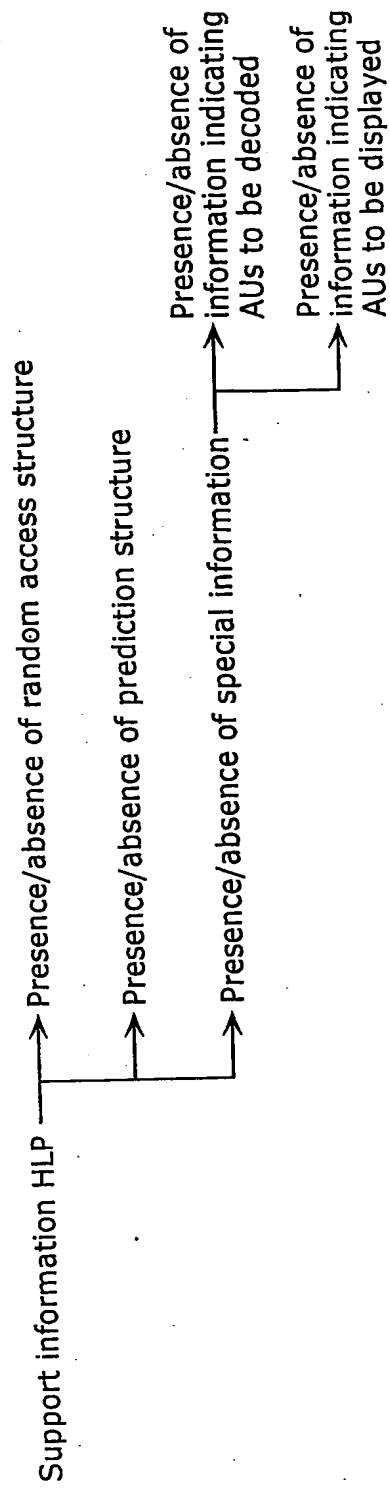 Support information HLP
Presence/absence of random access structure
Presence/absence of prediction structure
Presence/absence of special information
Presence/absence of
information indicating
AUs to be decoded
Presence/absence of
information indicating
AUs to be displayed